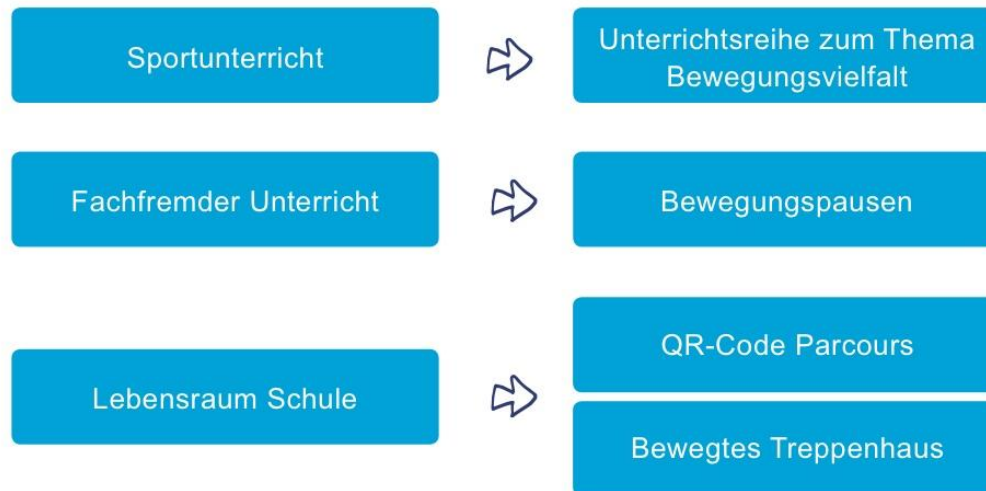 Sportunterricht
Unterrichtsreihe zum Thema
Bewegungsvielfalt
Fachfremder Unterricht
Bewegungspausen
Lebensraum Schule
QR-Code Parcours
Bewegtes Treppenhaus